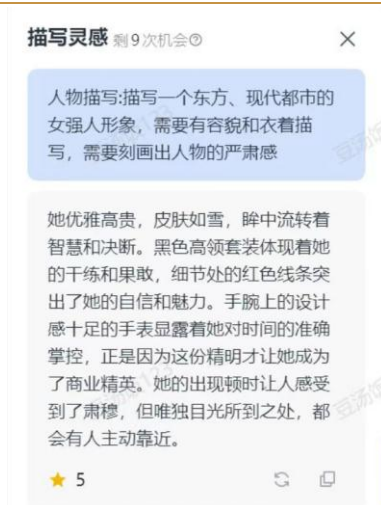 描写灵感 剩9次机会
人物描写:描写一个东方、现代都市的
女强人形象，需要有容貌和衣着描
写，需要刻画出人物的严肃感
她优雅高贵，皮肤如雪，眸中流转着
智慧和决断。黑色高领套装体现着她
的干练和果敢，细节处的红色线条突
出了她的自信和魅力。手腕上的设计
感十足的手表显露着她对时间的准确
掌控，正是因为这份精明才让她成为
了商业精英。她的出现顿时让人感受
到了肃穆，但唯独目光所到之处，都
会有人主动靠近。
5